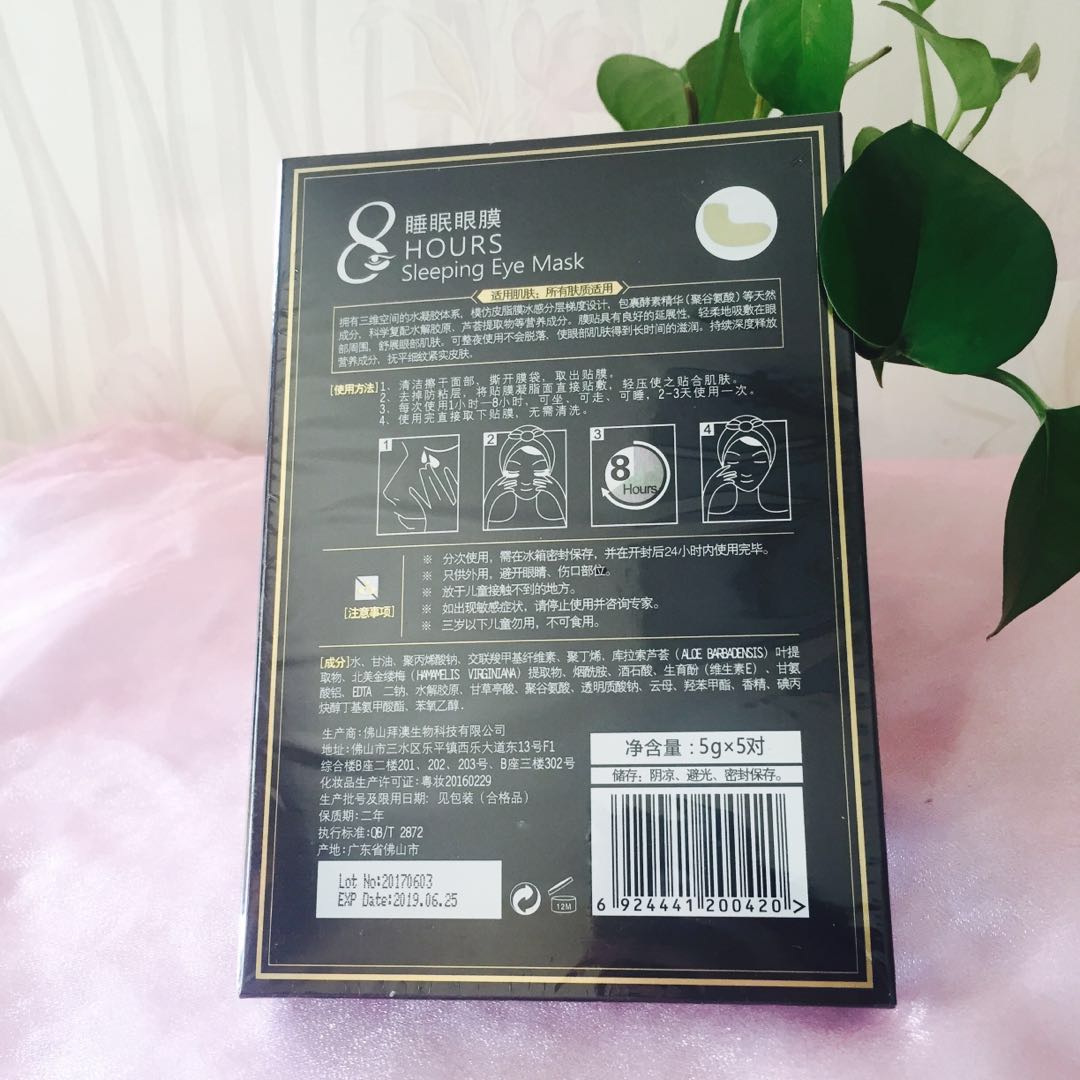 8
睡眠眼膜
HOURS
Sleeping Eye Mask
适用肌肤：所有肤质适用
拥有三维空间的水凝胶体系，模仿皮脂膜冰感分层梯度设计，包裹酵素精华（聚谷氨酸）等天然
成分，科学复配水解胶原、芦荟提取物等营养成分。膜贴具有良好的延展性，轻柔地吸敷在眼
部周围，舒展眼部肌肤。可整夜使用不会脱落，使眼部肌肤得到长时间的滋润。持续深度释放
营养成分，抚平细纹紧实皮肤。
[使用方法]1、清洁擦干面部，撕开膜袋，取出贴膜。
2、去掉防粘层，将贴膜凝脂面直接贴敷，轻压使之贴合肌肤。
3、每次使用1小时—8小时，可坐、可走、可睡，2-3天使用一次。
4、使用完直接取下贴膜，无需清洗。
1
2
3
8
Hours
4
※ 分次使用，需在冰箱密封保存，并在开封后24小时内使用完毕。
※ 只供外用，避开眼睛、伤口部位。
※ 放于儿童接触不到的地方。
※ 如出现敏感症状，请停止使用并咨询专家。
※ 三岁以下儿童勿用，不可食用。
[注意事项]
[成分]水、甘油、聚丙烯酸钠、交联羧甲基纤维素、聚丁烯、库拉索芦荟（ALOE BARBADENSIS）叶提
取物、北美金缕梅（HAMAMELIS VIRGINIANA）提取物、烟酰胺、酒石酸、生育酚（维生素E）、甘氨
酸铝、EDTA 二钠、水解胶原、甘草亭酸、聚谷氨酸、透明质酸钠、云母、羟苯甲酯、香精、碘丙
炔醇丁基氨甲酸酯、苯氧乙醇.
生产商：佛山拜澳生物科技有限公司
地址：佛山市三水区乐平镇西乐大道东13号F1
综合楼B座二楼201、202、203号、B座三楼302号
化妆品生产许可证：粤妆20160229
生产批号及限用日期：见包装（合格品）
保质期：二年
执行标准：QB/T 2872
产地：广东省佛山市
Lot No:20170603
EXP Date:2019.06.25
12M
净含量：5g×5对
储存：阴凉、避光、密封保存。
6 924441 200420 >